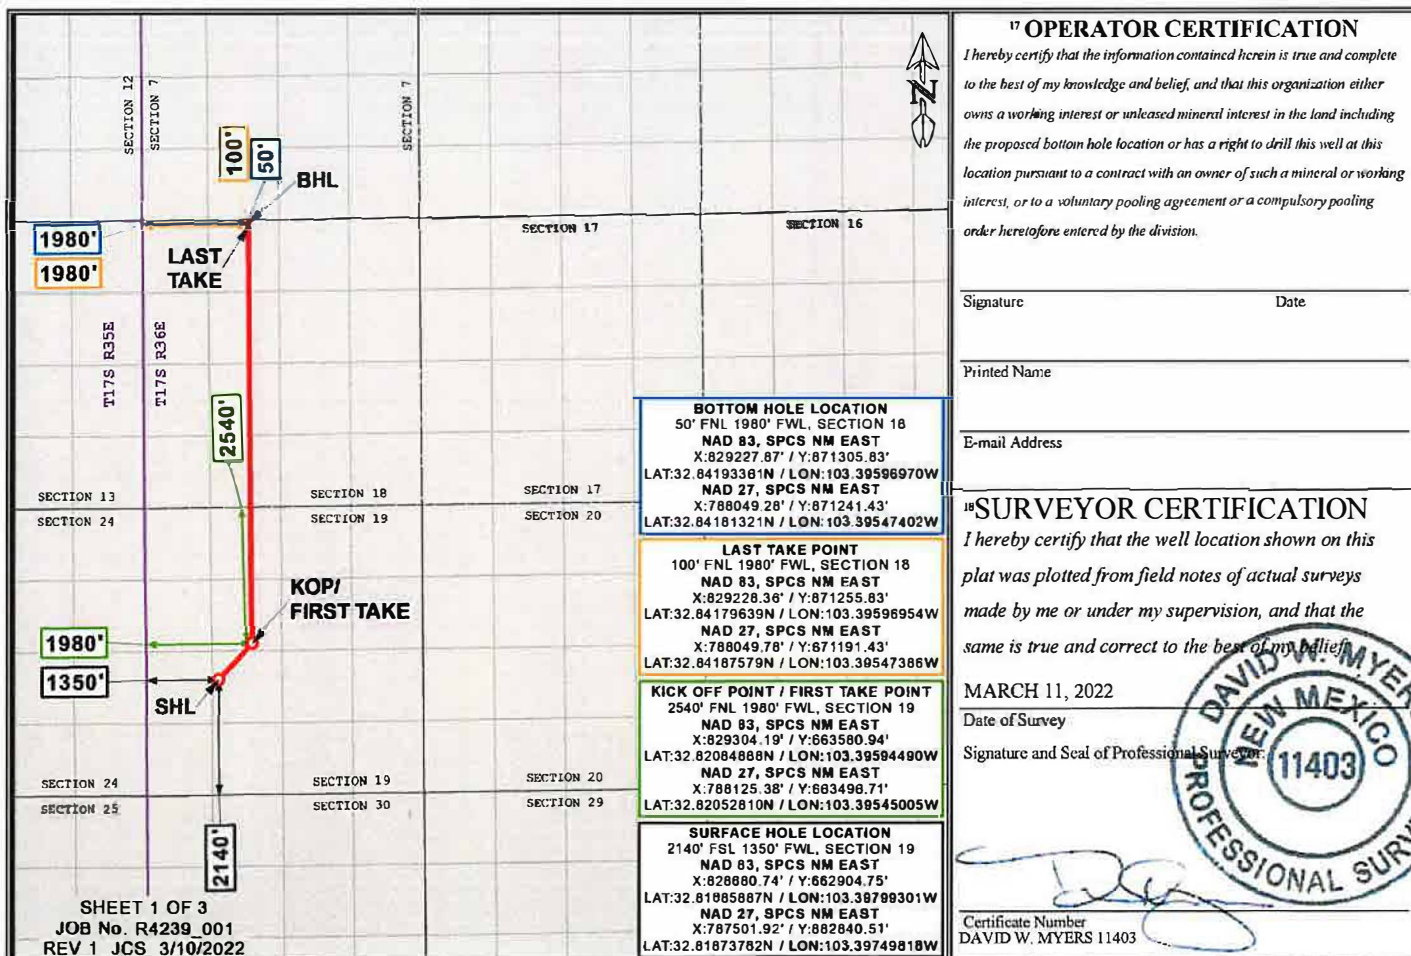 SECTION 12
SECTION 7
SECTION 7
100'
50'
BHL
1980'
1980'
LAST
TAKE
SECTION 17
SECTION 16
T17S R35E
T17S R36E
2540'
SECTION 13
SECTION 18
SECTION 17
SECTION 24
SECTION 19
SECTION 20
KOP/
FIRST TAKE
1980'
1350'
SHL
SECTION 24
SECTION 19
SECTION 20
SECTION 25
SECTION 30
SECTION 29
2140'
SHEET 1 OF 3
JOB No. R4239_001
REV 1 JCS 3/10/2022
N
BOTTOM HOLE LOCATION
50' FNL 1980' FWL, SECTION 18
NAD 83, SPCS NM EAST
X:829227.87' / Y:671305.83'
LAT:32.84193361N / LON:103.39596970W
NAD 27, SPCS NM EAST
X:788049.28' / Y:671241.43'
LAT:32.84181321N / LON:103.39547402W
LAST TAKE POINT
100' FNL 1980' FWL, SECTION 18
NAD 83, SPCS NM EAST
X:829228.36' / Y:671255.83'
LAT:32.84179639N / LON:103.39596954W
NAD 27, SPCS NM EAST
X:788049.76' / Y:671191.43'
LAT:32.84187579N / LON:103.39547386W
KICK OFF POINT / FIRST TAKE POINT
2540' FNL 1980' FWL, SECTION 19
NAD 83, SPCS NM EAST
X:829304.19' / Y:663580.94'
LAT:32.82084868N / LON:103.39594490W
NAD 27, SPCS NM EAST
X:788125.38' / Y:663496.71'
LAT:32.82052810N / LON:103.39545005W
SURFACE HOLE LOCATION
2140' FSL 1350' FWL, SECTION 19
NAD 83, SPCS NM EAST
X:828680.74' / Y:662904.75'
LAT:32.81885887N / LON:103.39799301W
NAD 27, SPCS NM EAST
X:787501.92' / Y:662840.51'
LAT:32.81873782N / LON:103.39749818W
17 OPERATOR CERTIFICATION
I hereby certify that the information contained herein is true and complete
to the best of my knowledge and belief, and that this organization either
owns a working interest or unleased mineral interest in the land including
the proposed bottom hole location or has a right to drill this well at this
location pursuant to a contract with an owner of such a mineral or working
interest, or to a voluntary pooling agreement or a compulsory pooling
order heretofore entered by the division.
Signature Date
Printed Name
E-mail Address
18 SURVEYOR CERTIFICATION
I hereby certify that the well location shown on this
plat was plotted from field notes of actual surveys
made by me or under my supervision, and that the
same is true and correct to the best of my belief.
MARCH 11, 2022
Date of Survey
Signature and Seal of Professional Surveyor:
DAVID W. MYERS
NEW MEXICO
11403
PROFESSIONAL SURVE
Certificate Number
DAVID W. MYERS 11403